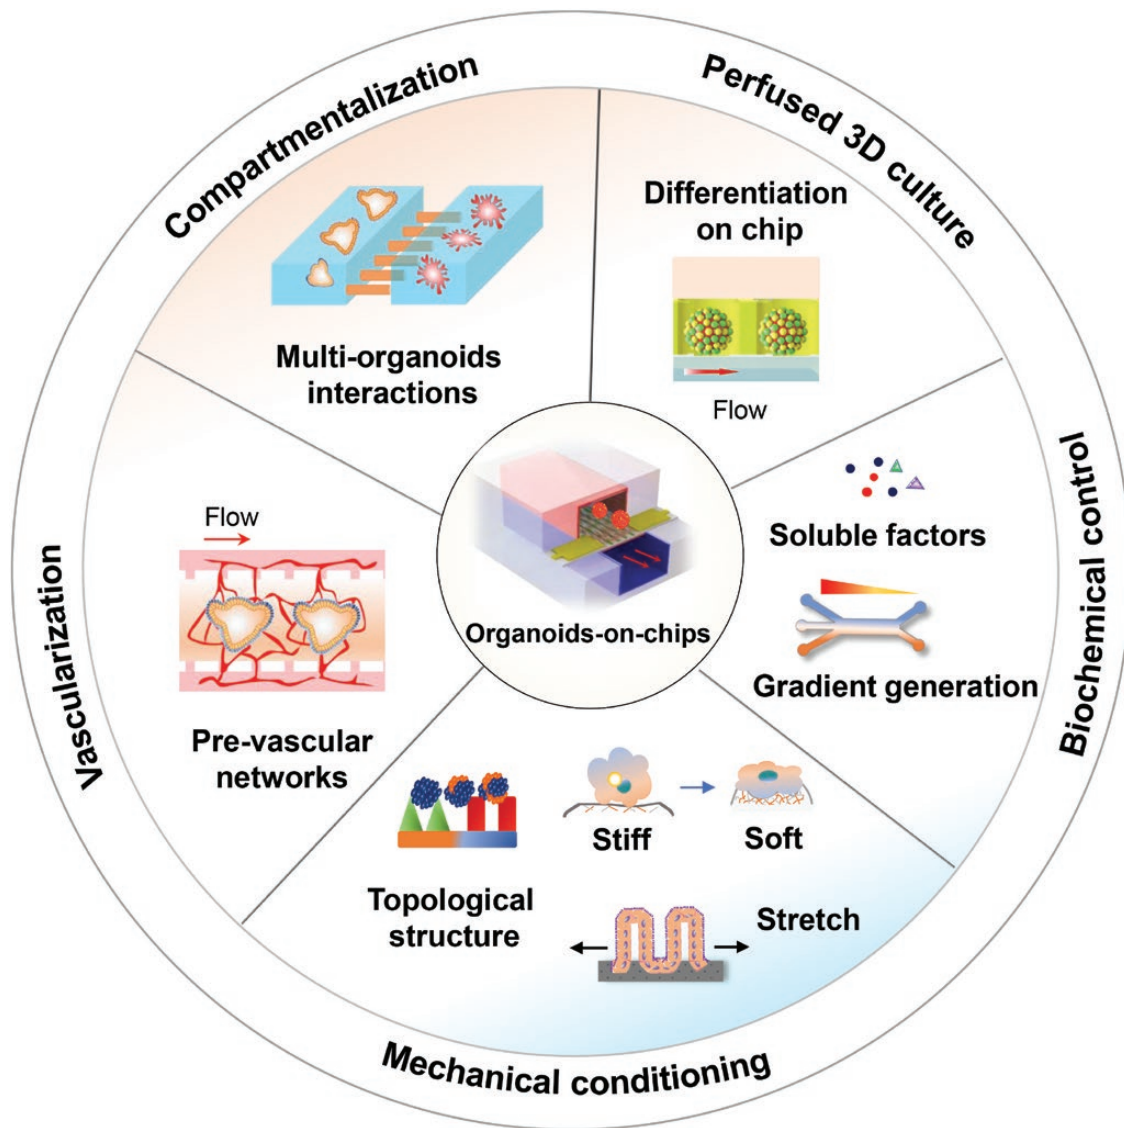 Compartmentalization
Perfused 3D culture
Biochemical control
Mechanical conditioning
Vascularization
Multi-organoids
interactions
Differentiation
on chip
Flow
Soluble factors
Gradient generation
Stiff
Soft
Stretch
Topological
structure
Flow
Pre-vascular
networks
Organoids-on-chips